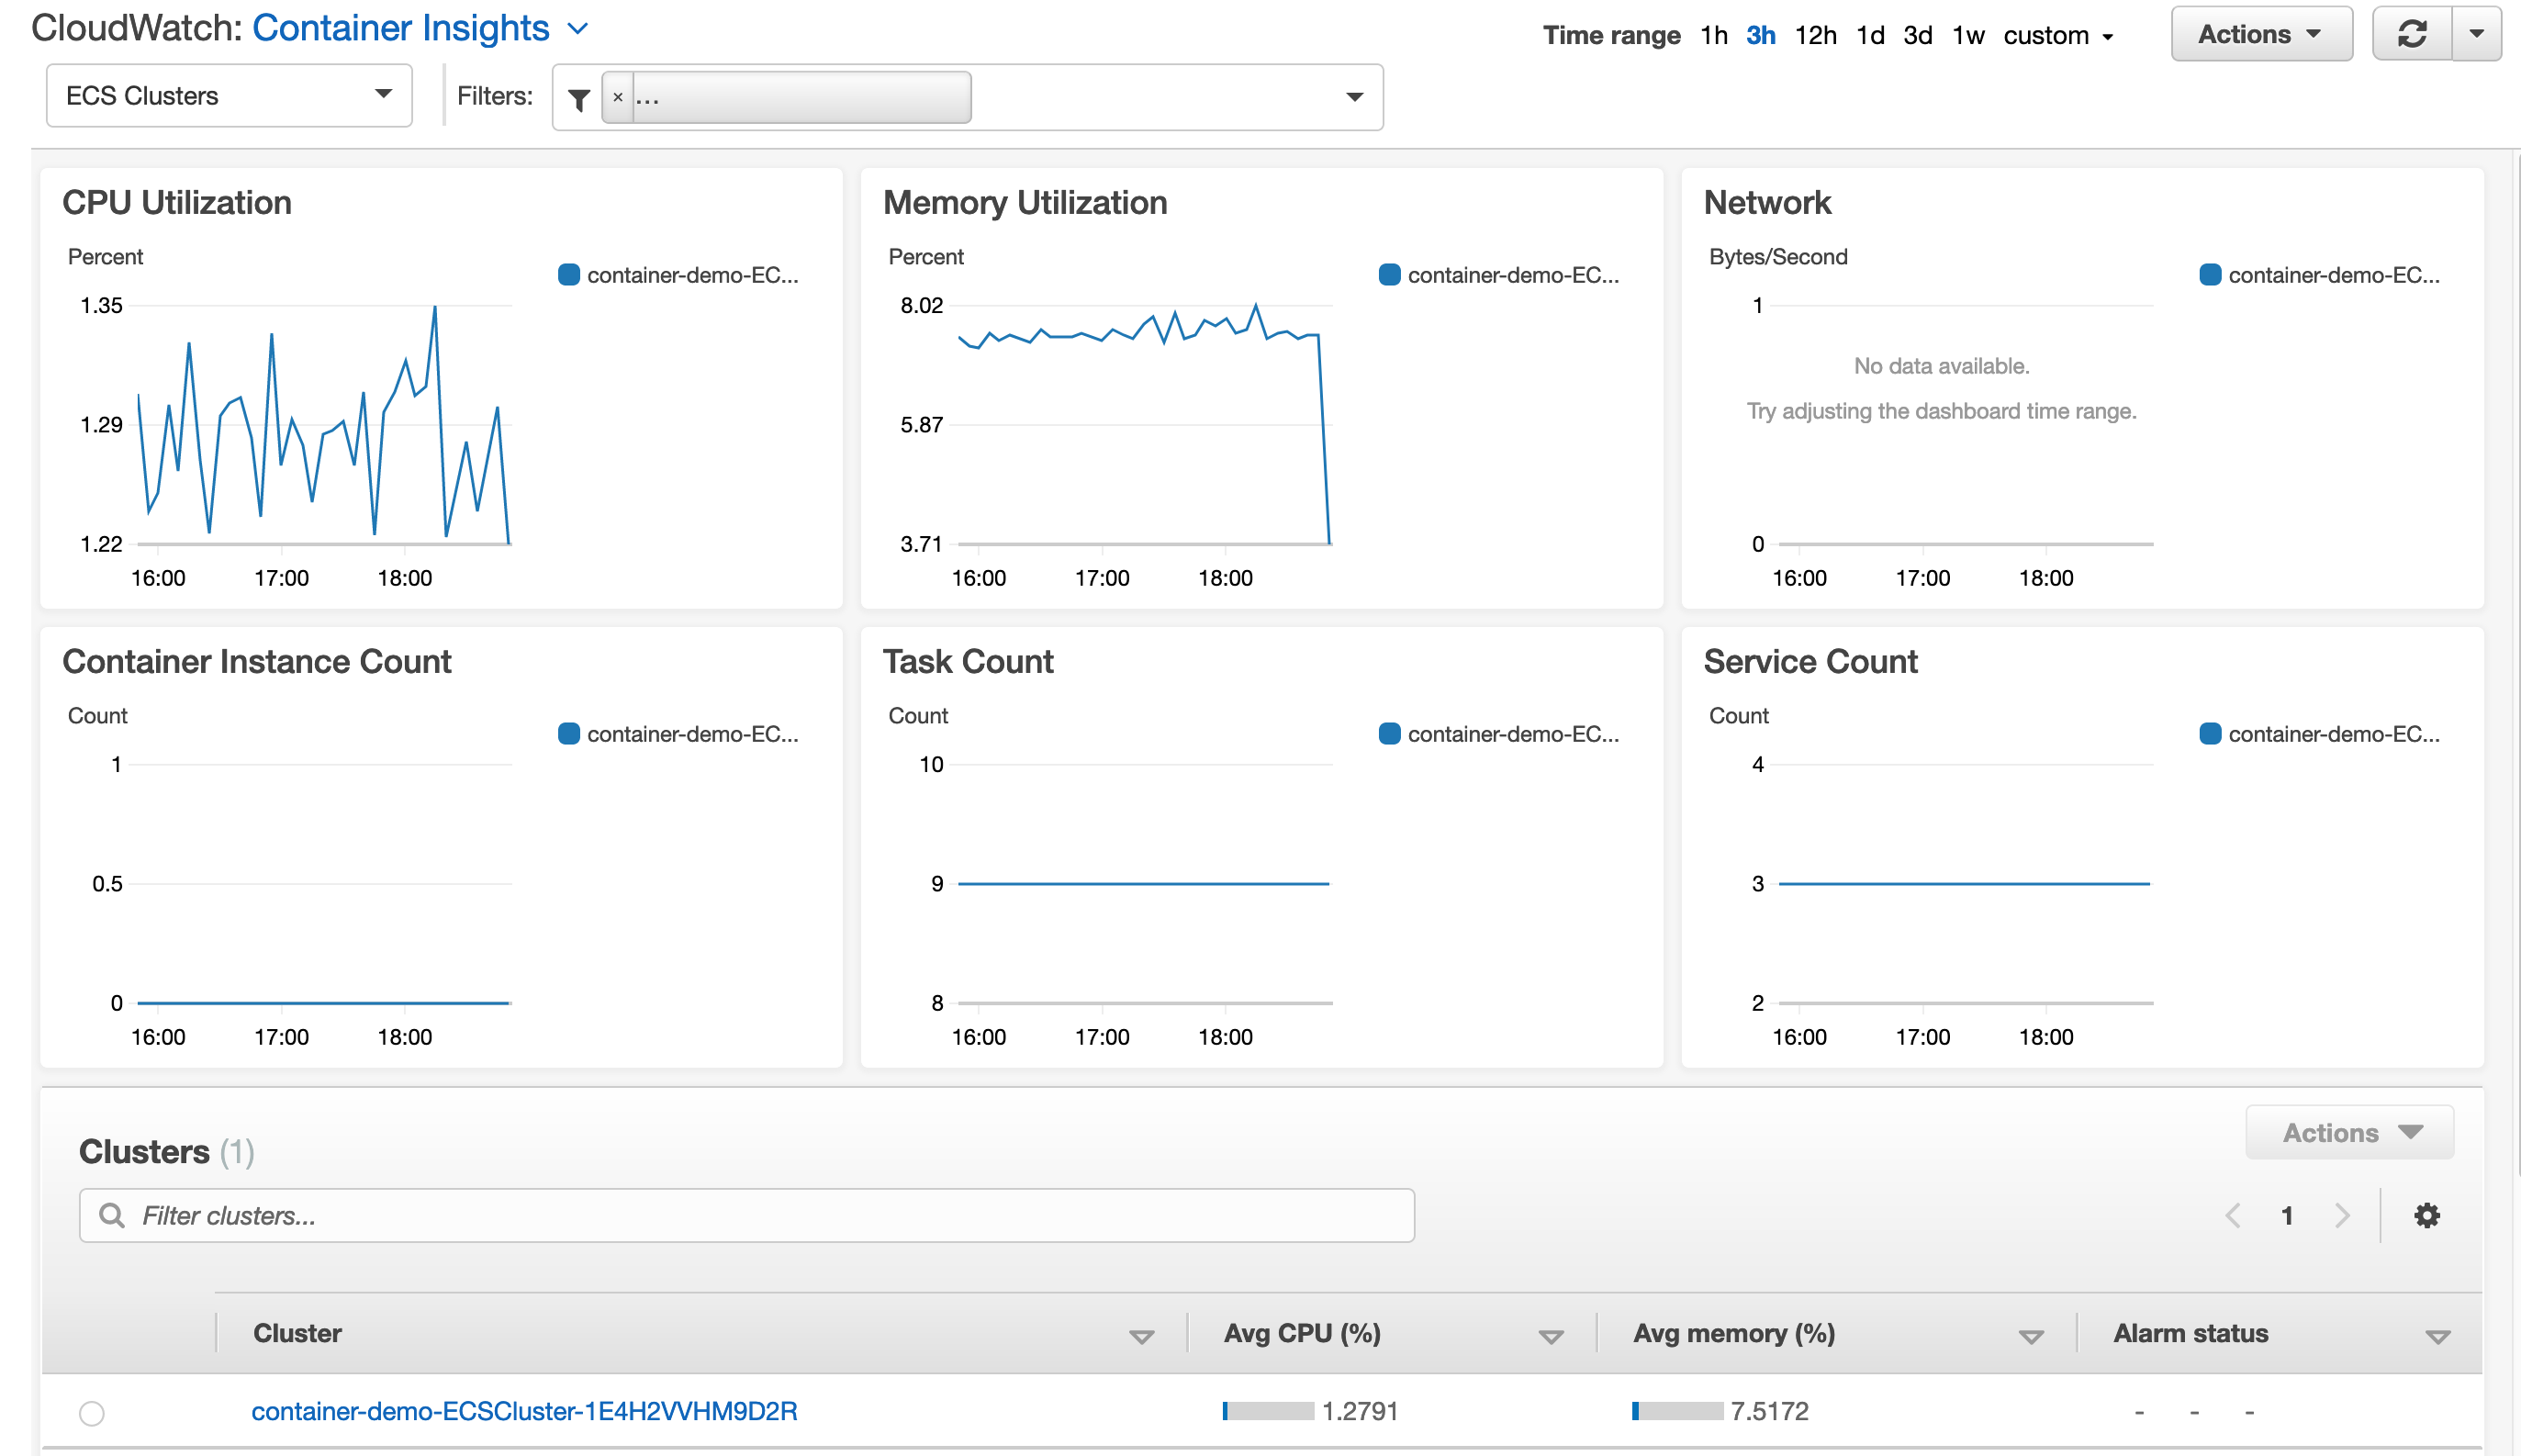 CloudWatch: Container Insights
Time range 1h 3h 12h 1d 3d 1w custom
Actions
ECS Clusters
Filters:
× ...
CPU Utilization
Percent
container-demo-EC...
1.35
1.29
1.22
16:00 17:00 18:00
Memory Utilization
Percent
container-demo-EC...
8.02
5.87
3.71
16:00 17:00 18:00
Network
Bytes/Second
container-demo-EC...
1
No data available.
Try adjusting the dashboard time range.
0
16:00 17:00 18:00
Container Instance Count
Count
container-demo-EC...
1
0.5
0
16:00 17:00 18:00
Task Count
Count
container-demo-EC...
10
9
8
16:00 17:00 18:00
Service Count
Count
container-demo-EC...
4
3
2
16:00 17:00 18:00
Clusters (1)
Actions
Filter clusters...
1
Cluster Avg CPU (%) Avg memory (%) Alarm status
container-demo-ECSCluster-1E4H2VVHM9D2R 1.2791 7.5172 - - -